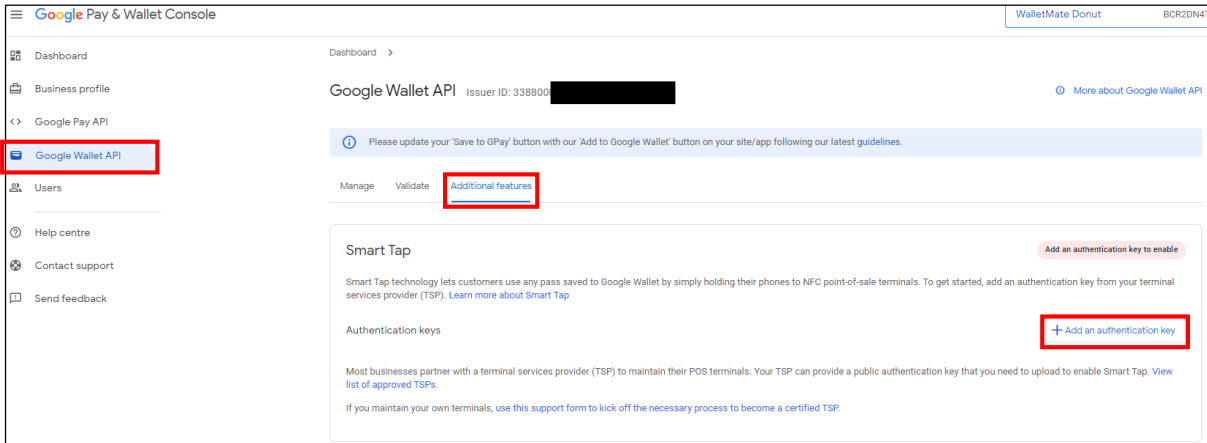 Google Pay & Wallet Console
WalletMate Donut BCR2DN4T
Dashboard
Business profile
Google Pay API
Google Wallet API
Users
Help centre
Contact support
Send feedback
Dashboard >
Google Wallet API Issuer ID: 338800
More about Google Wallet API
Please update your 'Save to GPay' button with our 'Add to Google Wallet' button on your site/app following our latest guidelines.
Manage Validate Additional features
Smart Tap
Add an authentication key to enable
Smart Tap technology lets customers use any pass saved to Google Wallet by simply holding their phones to NFC point-of-sale terminals. To get started, add an authentication key from your terminal
services provider (TSP). Learn more about Smart Tap
Authentication keys
+ Add an authentication key
Most businesses partner with a terminal services provider (TSP) to maintain their POS terminals. Your TSP can provide a public authentication key that you need to upload to enable Smart Tap. View
list of approved TSPs.
If you maintain your own terminals, use this support form to kick off the necessary process to become a certified TSP.